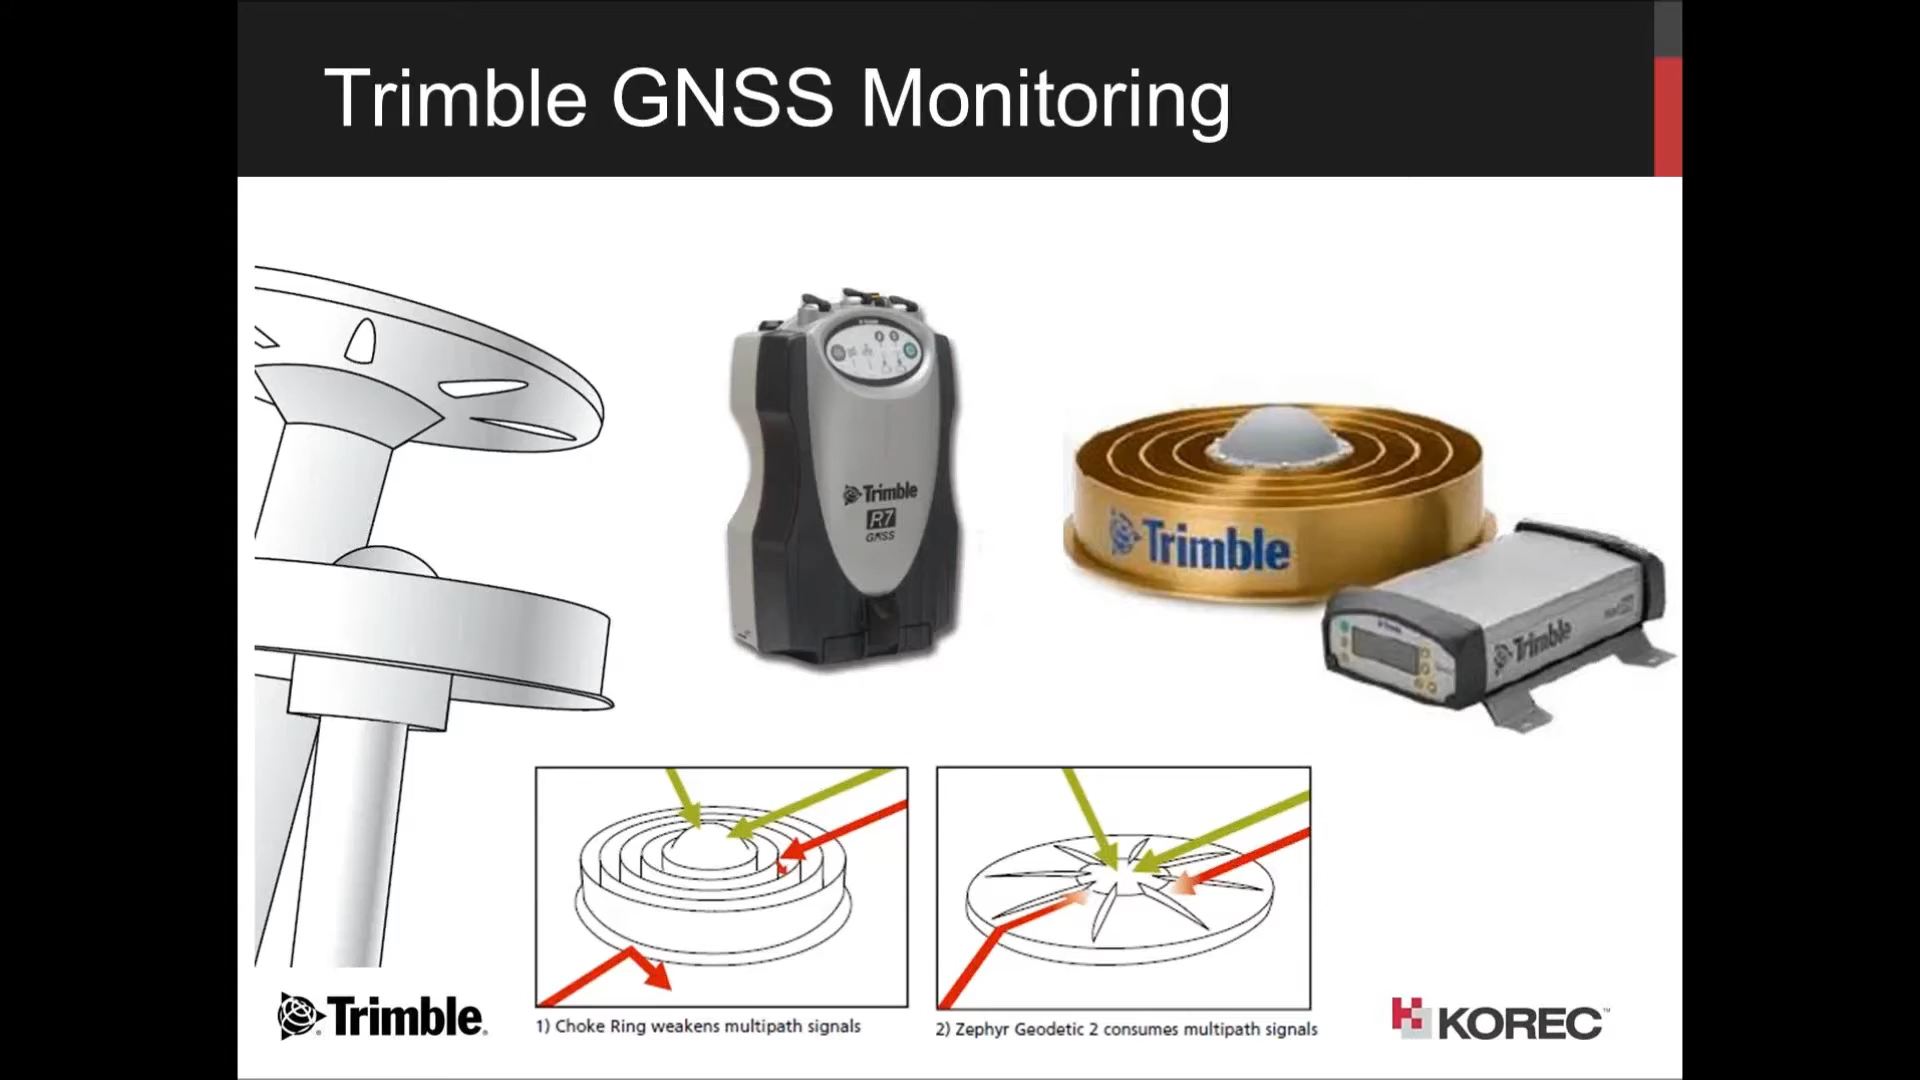 Trimble GNSS Monitoring
Trimble
R7
GNSS
Trimble
Trimble
1) Choke Ring weakens multipath signals
2) Zephyr Geodetic 2 consumes multipath signals
Trimble
KOREC™